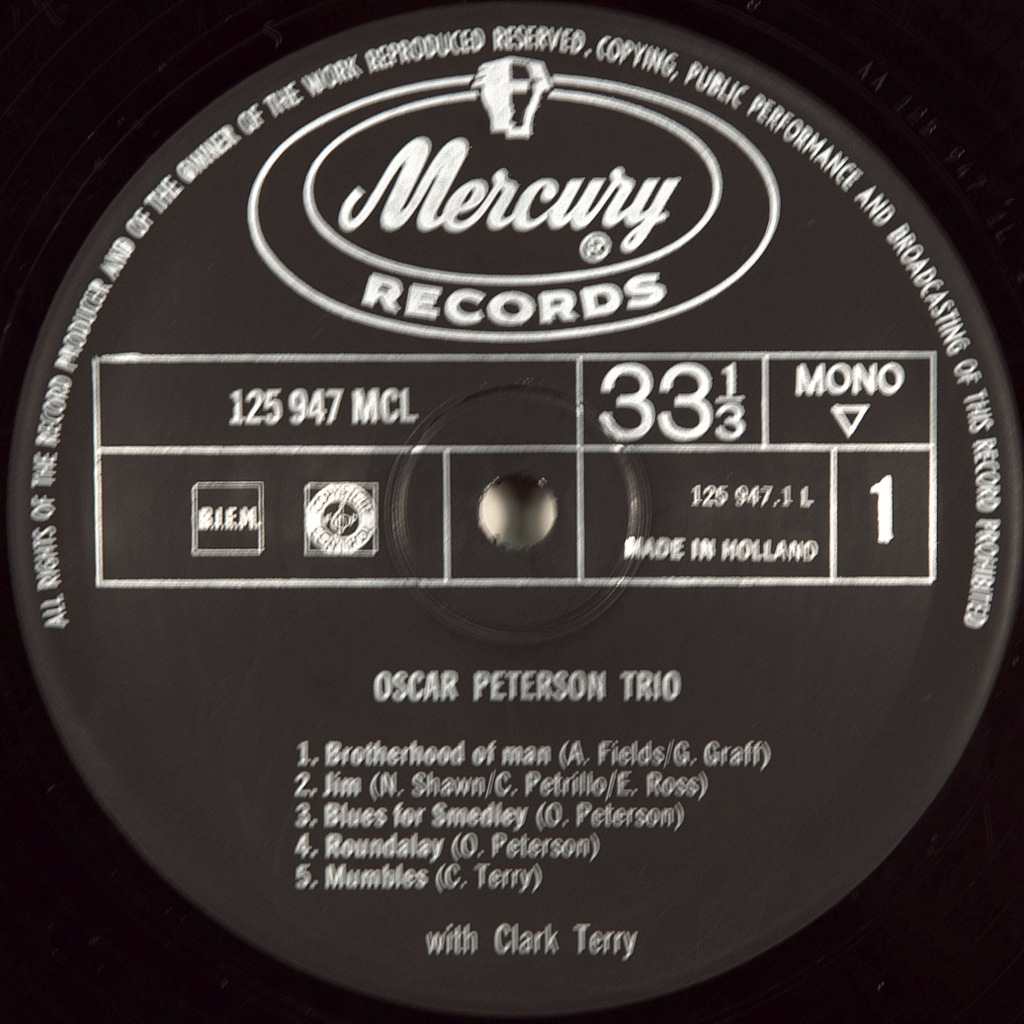 ALL RIGHTS OF THE RECORD PRODUCER AND OF THE OWNER OF THE WORK REPRODUCED RESERVED. COPYING, PUBLIC PERFORMANCE AND BROADCASTING OF THIS RECORD PROHIBITED
Mercury
®
RECORDS
125 947 MCL
33 1/3
MONO
B.I.E.M.
125 947.1 L
MADE IN HOLLAND
1
OSCAR PETERSON TRIO
1. Brotherhood of man (A. Fields/G. Graff)
2. Jim (N. Shawn/C. Petrillo/E. Ross)
3. Blues for Smedley (O. Peterson)
4. Roundalay (O. Peterson)
5. Mumbles (C. Terry)
with Clark Terry